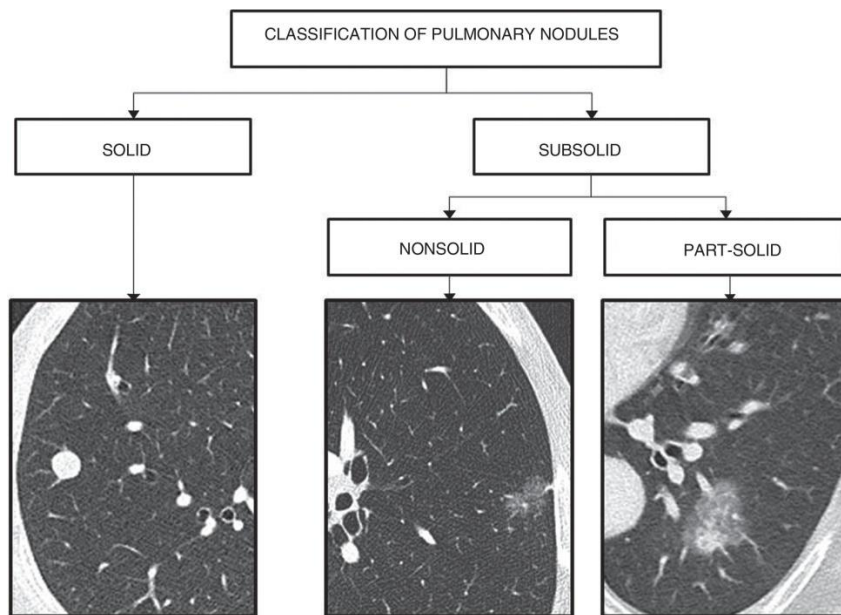 CLASSIFICATION OF PULMONARY NODULES
SOLID
SUBSOLID
NONSOLID
PART-SOLID